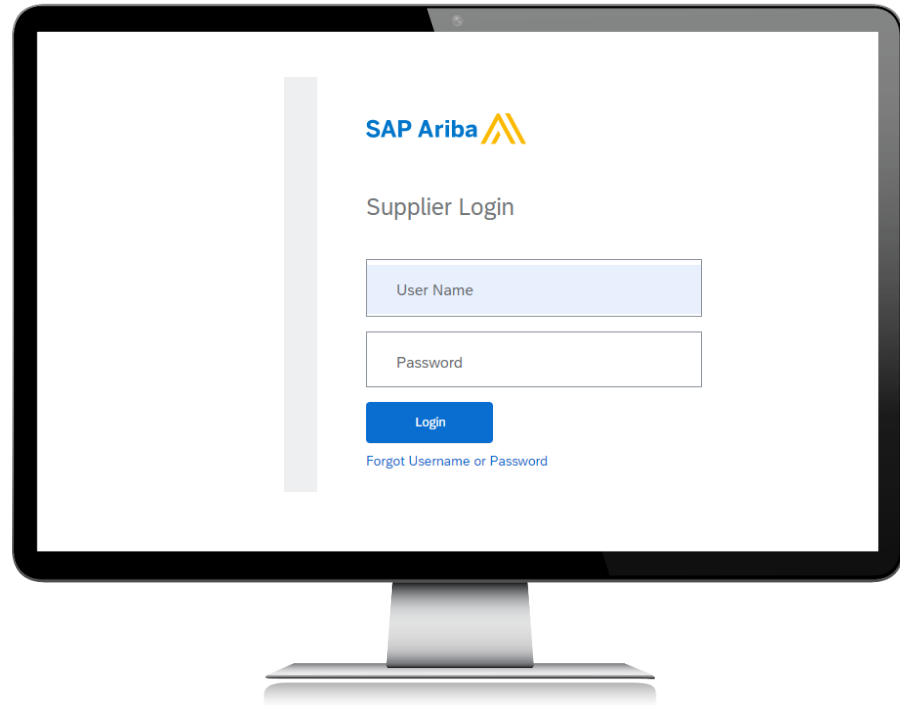 SAP Ariba
Supplier Login
User Name
Password
Login
Forgot Username or Password